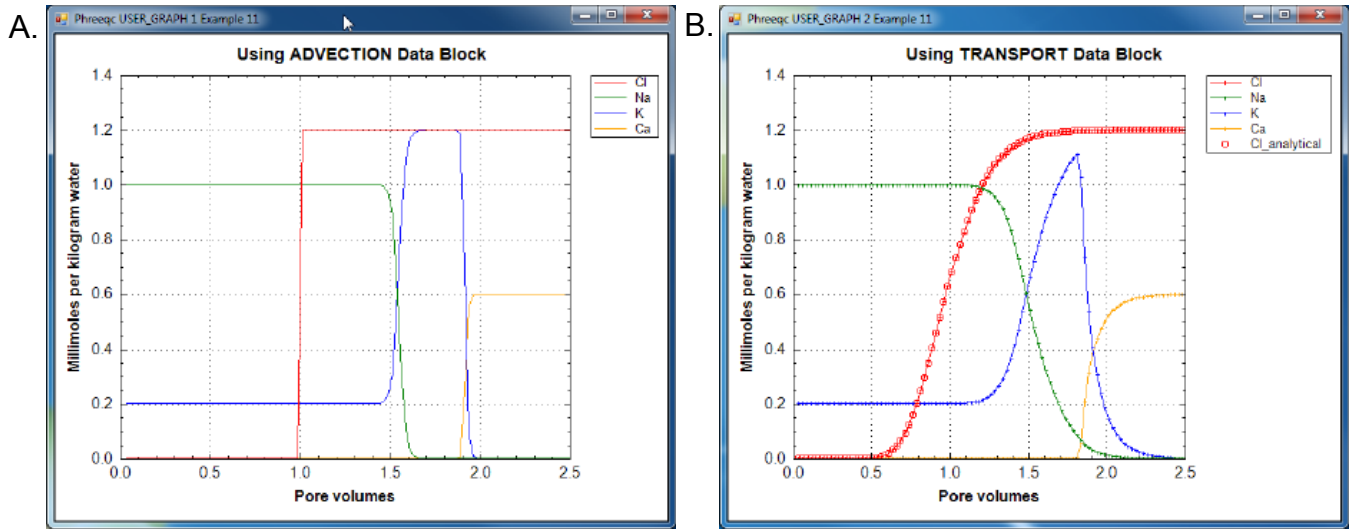 A.
Phreeqc USER_GRAPH 1 Example 11
Using ADVECTION Data Block
1.4
1.2
1.0
0.8
0.6
0.4
0.2
0.0
Millimoles per kilogram water
0.0 0.5 1.0 1.5 2.0 2.5
Pore volumes
Cl
Na
K
Ca
B.
Phreeqc USER_GRAPH 2 Example 11
Using TRANSPORT Data Block
1.4
1.2
1.0
0.8
0.6
0.4
0.2
0.0
Millimoles per kilogram water
0.0 0.5 1.0 1.5 2.0 2.5
Pore volumes
Cl
Na
K
Ca
Cl_analytical